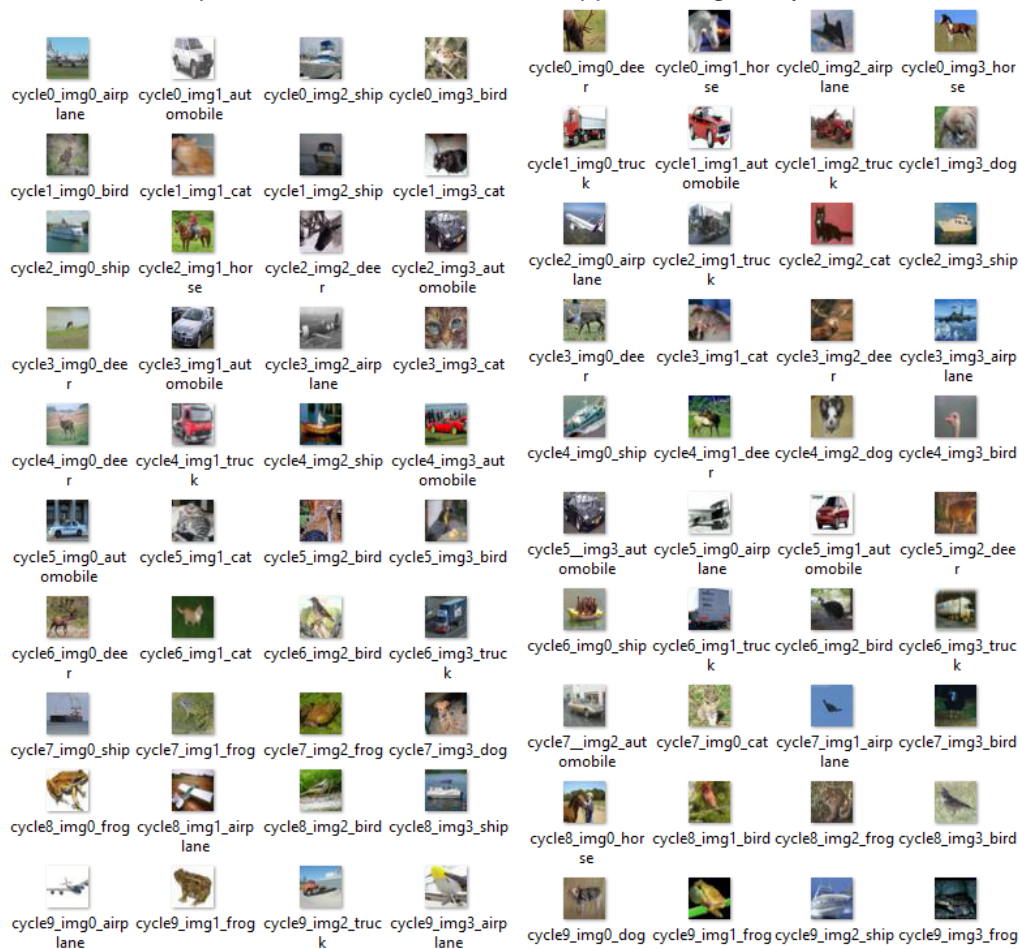 cycle0_img0_airp cycle0_img1_aut cycle0_img2_ship cycle0_img3_bird
lane omobile
cycle1_img0_bird cycle1_img1_cat cycle1_img2_ship cycle1_img3_cat
cycle2_img0_ship cycle2_img1_hor cycle2_img2_dee cycle2_img3_aut
se r omobile
cycle3_img0_dee cycle3_img1_aut cycle3_img2_airp cycle3_img3_cat
r omobile lane
cycle4_img0_dee cycle4_img1_truc cycle4_img2_ship cycle4_img3_aut
r k omobile
cycle5_img0_aut cycle5_img1_cat cycle5_img2_bird cycle5_img3_bird
omobile
cycle6_img0_dee cycle6_img1_cat cycle6_img2_bird cycle6_img3_truc
r k
cycle7_img0_ship cycle7_img1_frog cycle7_img2_frog cycle7_img3_dog
cycle8_img0_frog cycle8_img1_airp cycle8_img2_bird cycle8_img3_ship
lane
cycle9_img0_airp cycle9_img1_frog cycle9_img2_truc cycle9_img3_airp
lane k lane
cycle0_img0_dee cycle0_img1_hor cycle0_img2_airp cycle0_img3_hor
r se lane se
cycle1_img0_truc cycle1_img1_aut cycle1_img2_truc cycle1_img3_dog
k omobile k
cycle2_img0_airp cycle2_img1_truc cycle2_img2_cat cycle2_img3_ship
lane k
cycle3_img0_dee cycle3_img1_cat cycle3_img2_dee cycle3_img3_airp
r r lane
cycle4_img0_ship cycle4_img1_dee cycle4_img2_dog cycle4_img3_bird
r
cycle5__img3_aut cycle5_img0_airp cycle5_img1_aut cycle5_img2_dee
omobile lane omobile r
cycle6_img0_ship cycle6_img1_truc cycle6_img2_bird cycle6_img3_truc
k k
cycle7__img2_aut cycle7_img0_cat cycle7_img1_airp cycle7_img3_bird
omobile lane
cycle8_img0_hor cycle8_img1_bird cycle8_img2_frog cycle8_img3_bird
se
cycle9_img0_dog cycle9_img1_frog cycle9_img2_ship cycle9_img3_frog